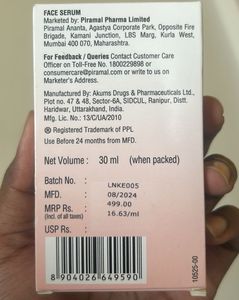 FACE SERUM
Marketed by: Piramal Pharma Limited
Piramal Ananta, Agastya Corporate Park, Opposite Fire
Brigade, Kamani Junction, LBS Marg, Kurla West,
Mumbai 400 070, Maharashtra.
For Feedback / Queries Contact Customer Care
Officer on Toll-Free No. 18002229898 or
consumercare@piramal.com or write to us on
Marketer's Address.
Manufactured by: Akums Drugs & Pharmaceuticals Ltd.,
Plot no. 47 & 48, Sector-6A, SIDCUL, Ranipur, Distt.
Haridwar, Uttarakhand, India.
Mfg. Lic. No.: 13/C/UA/2010
® Registered Trademark of PPL
Use Before 24 months from MFD.
Net Volume : 30 ml (when packed)
Batch No. : LNKE005
MFD. : 08/2024
MRP Rs. : 499.00
(Incl. of all taxes) 16.63/ml
USP Rs. :
8 904026 649590
10525-00